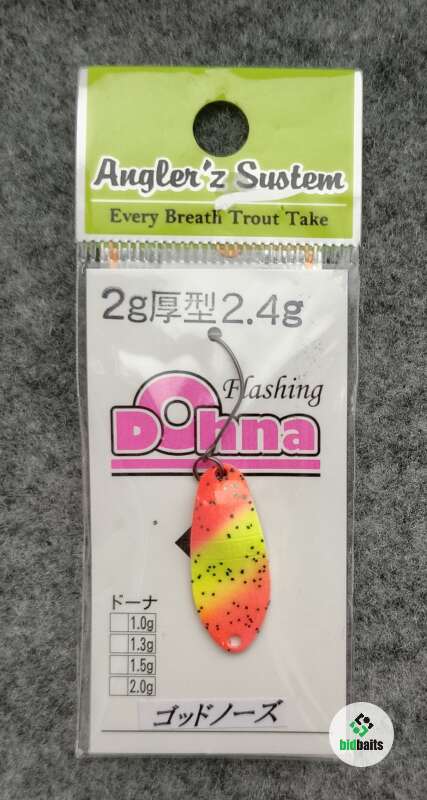 Angler'z System
Every Breath Trout Take
2g厚型2.4g
Flashing
Dohna
ドーナ
1.0g
1.3g
1.5g
2.0g
ゴッドノーズ
bidbaits